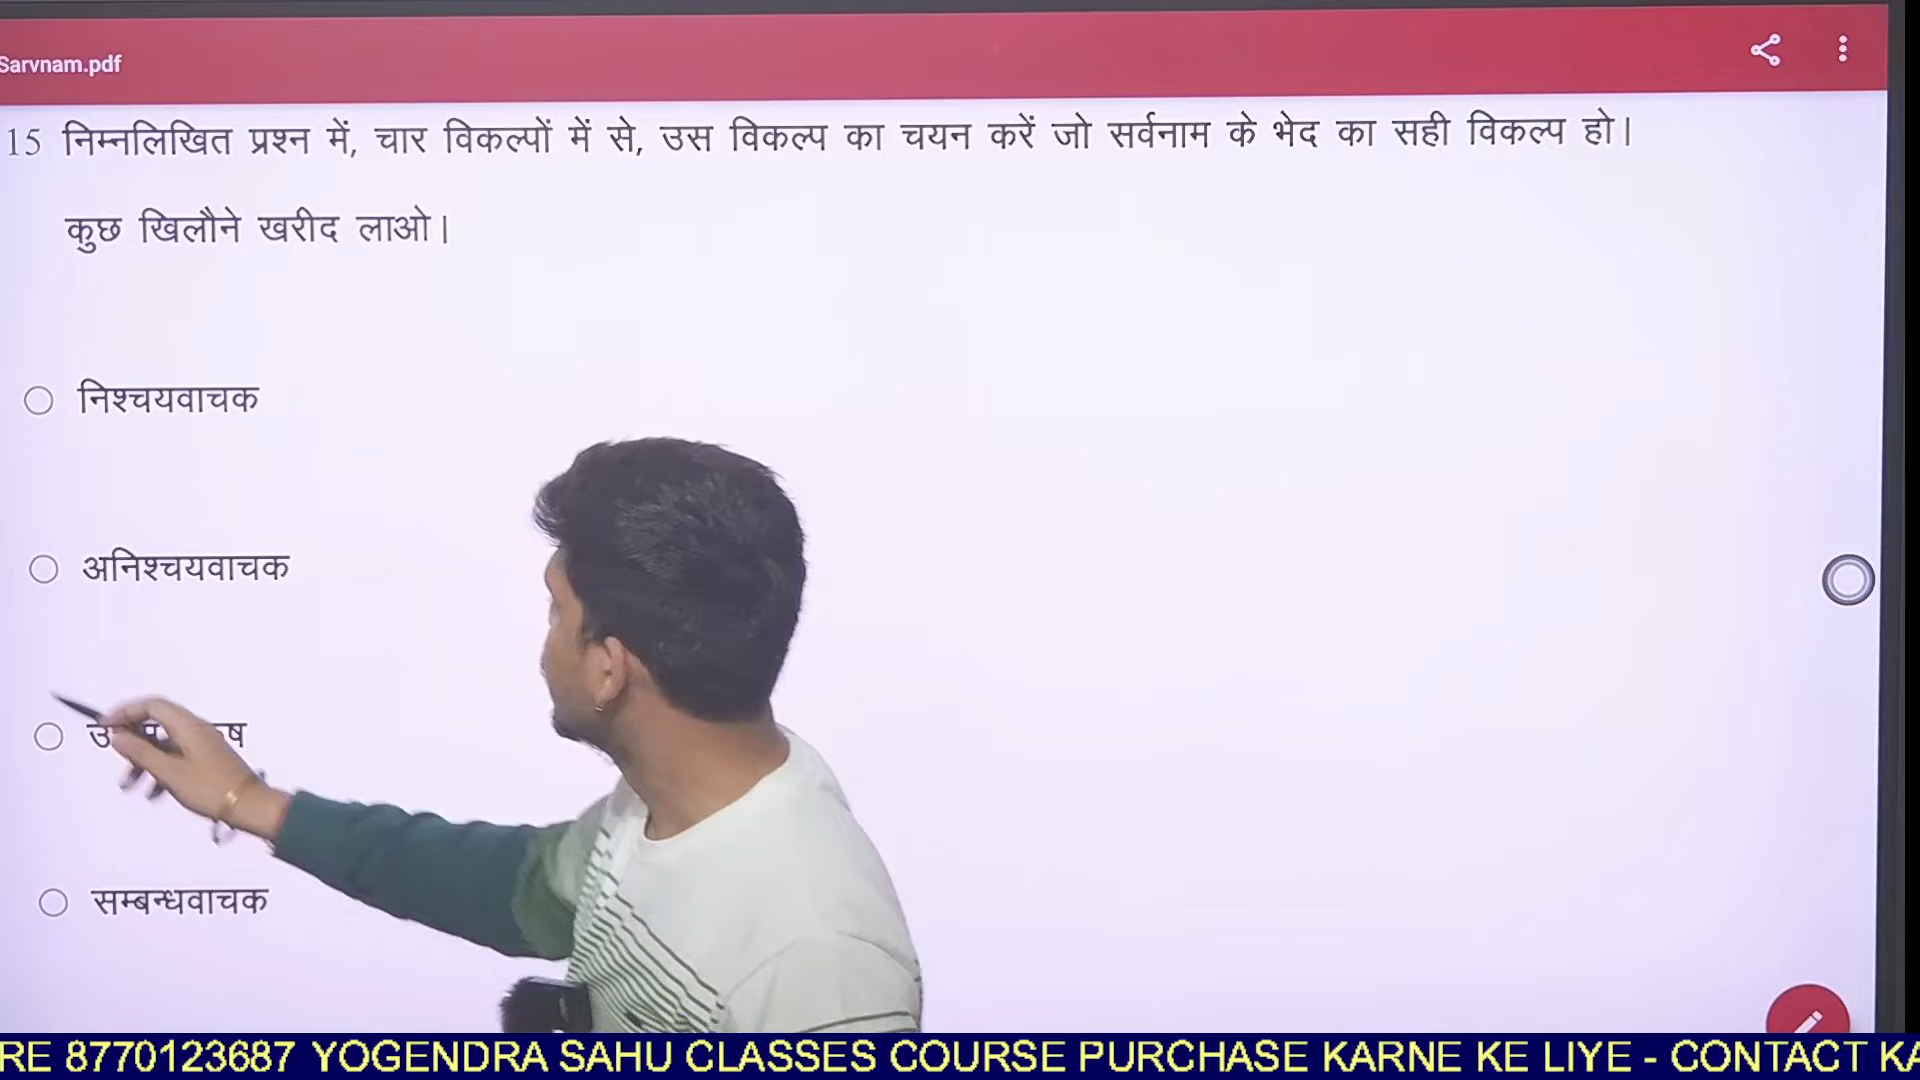 Sarvnam.pdf
15 निम्नलिखित प्रश्न में, चार विकल्पों में से, उस विकल्प का चयन करें जो सर्वनाम के भेद का सही विकल्प हो।
कुछ खिलौने खरीद लाओ।
निश्चयवाचक
अनिश्चयवाचक
सम्बन्धवाचक
RE 8770123687 YOGENDRA SAHU CLASSES COURSE PURCHASE KARNE KE LIYE - CONTACT KA